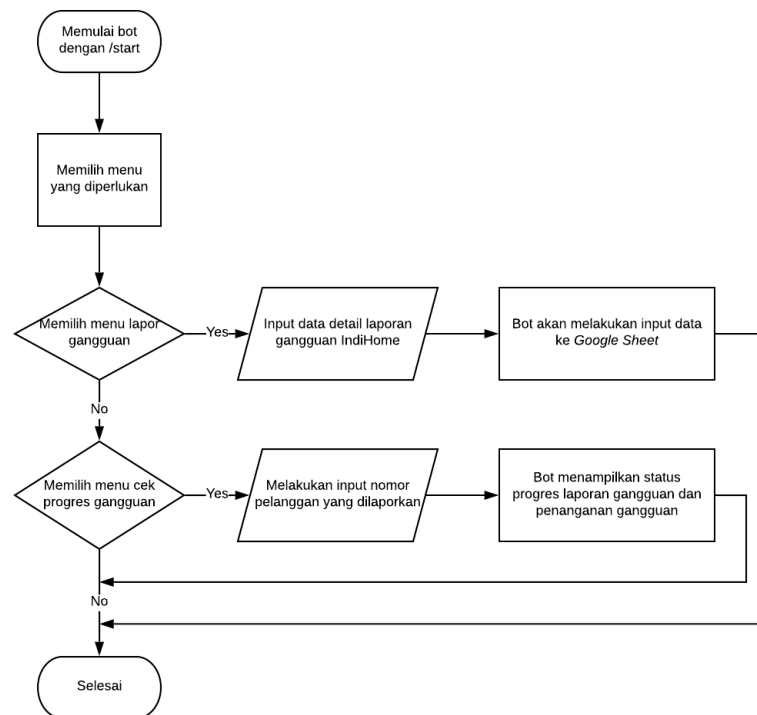 Memulai bot
dengan /start
Memilih menu
yang diperlukan
Memilih menu lapor
gangguan
Yes
Input data detail laporan
gangguan IndiHome
Bot akan melakukan input data
ke Google Sheet
No
Memilih menu cek
progres gangguan
Yes
Melakukan input nomor
pelanggan yang dilaporkan
Bot menampilkan status
progres laporan gangguan dan
penanganan gangguan
No
Selesai